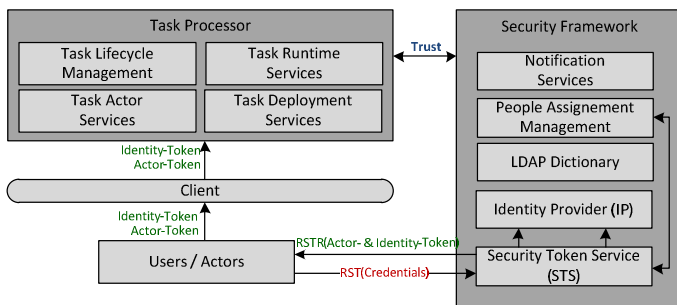 Task Processor
Task Lifecycle
Management
Task Runtime
Services
Task Actor
Services
Task Deployment
Services
Trust
Security Framework
Notification
Services
People Assignement
Management
LDAP Dictionary
Identity Provider (IP)
Security Token Service
(STS)
Identity-Token
Actor-Token
Client
Identity-Token
Actor-Token
Users / Actors
RSTR(Actor- & Identity-Token)
RST(Credentials)